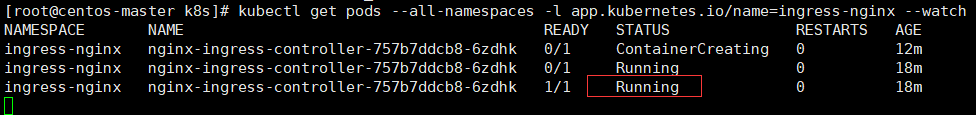 [root@centos-master k8s]# kubectl get pods --all-namespaces -l app.kubernetes.io/name=ingress-nginx --watch
NAMESPACE NAME READY STATUS RESTARTS AGE
ingress-nginx nginx-ingress-controller-757b7ddcb8-6zdhk 0/1 ContainerCreating 0 12m
ingress-nginx nginx-ingress-controller-757b7ddcb8-6zdhk 0/1 Running 0 18m
ingress-nginx nginx-ingress-controller-757b7ddcb8-6zdhk 1/1 Running 0 18m